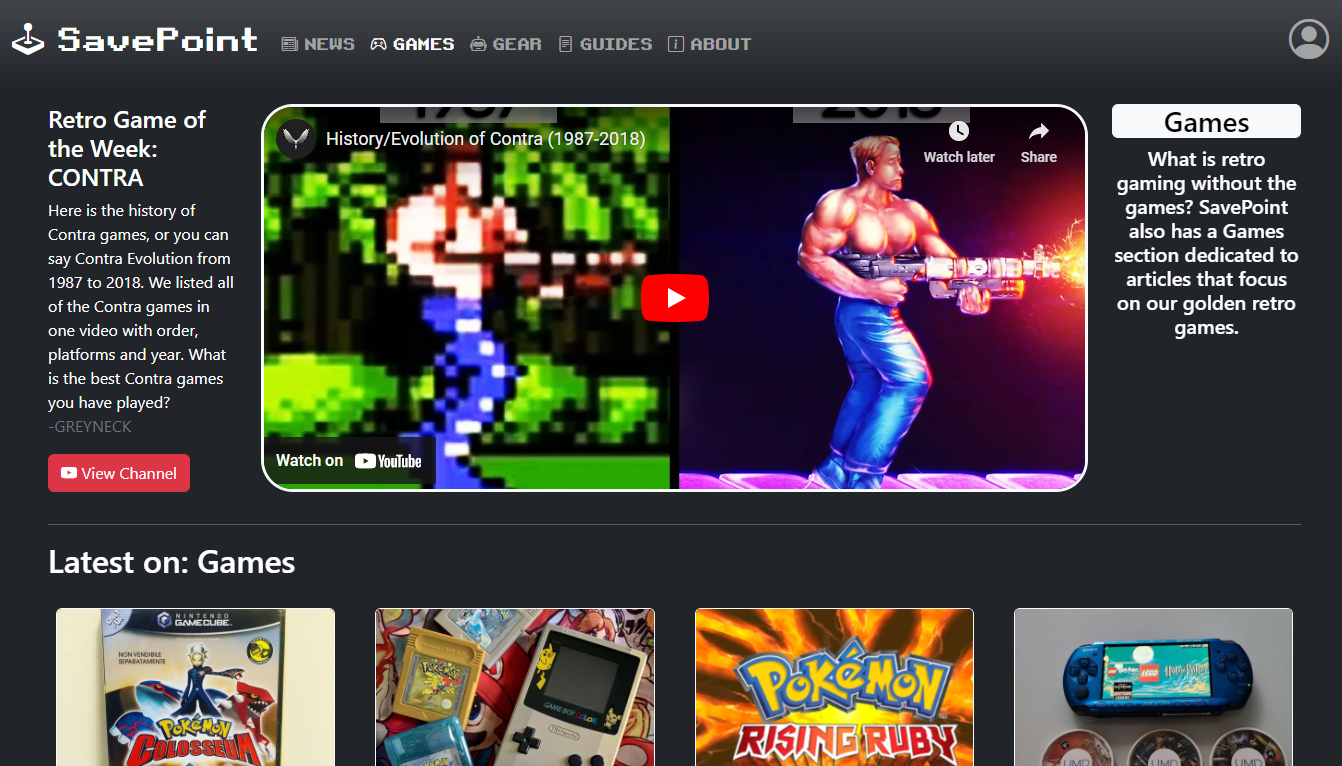 SavePoint
NEWS
GAMES
GEAR
GUIDES
ABOUT
Retro Game of
the Week:
CONTRA
Here is the history of
Contra games, or you can
say Contra Evolution from
1987 to 2018. We listed all
of the Contra games in
one video with order,
platforms and year. What
is the best Contra games
you have played?
-GREYNECK
View Channel
History/Evolution of Contra (1987-2018)
Watch later
Share
Watch on YouTube
Games
What is retro
gaming without the
games? SavePoint
also has a Games
section dedicated to
articles that focus
on our golden retro
games.
Latest on: Games
NINTENDO
GAMECUBE
NON VENDIBILE
SEPARATAMENTE
POKéMON
COLOSSEUM
POKéMON
GAME BOY COLOR
Nintendo
POKéMON
RISING RUBY
SONY
LEGO
Harry Potter
UMD
UMD
UMD